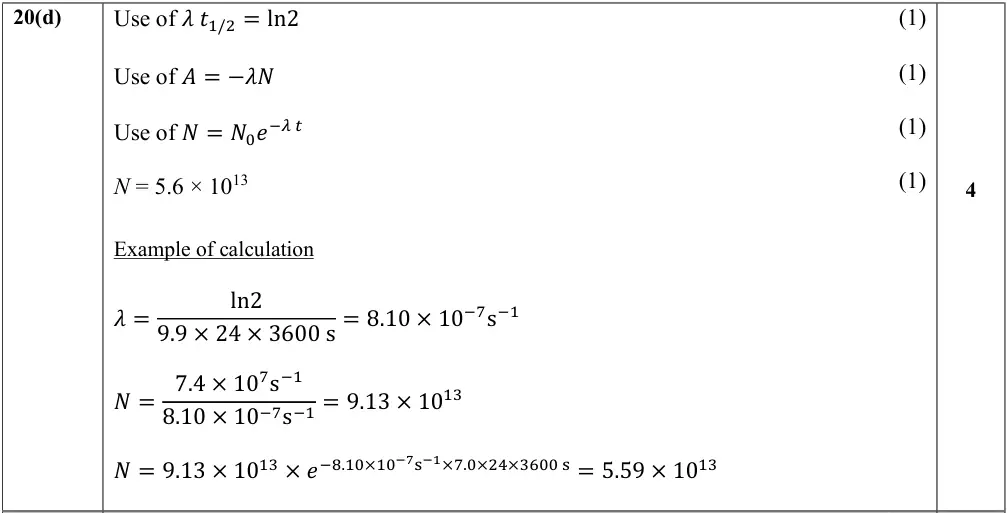 20(d) Use of λ t₁/₂ = ln2 (1)
Use of A = −λN (1)
Use of N = N₀e^{−λ t} (1)
N = 5.6 × 10¹³ (1) 4
Example of calculation
λ = ln2 / 9.9 × 24 × 3600 s = 8.10 × 10⁻⁷s⁻¹
N = 7.4 × 10⁷s⁻¹ / 8.10 × 10⁻⁷s⁻¹ = 9.13 × 10¹³
N = 9.13 × 10¹³ × e^{−8.10×10⁻⁷s⁻¹×7.0×24×3600 s} = 5.59 × 10¹³